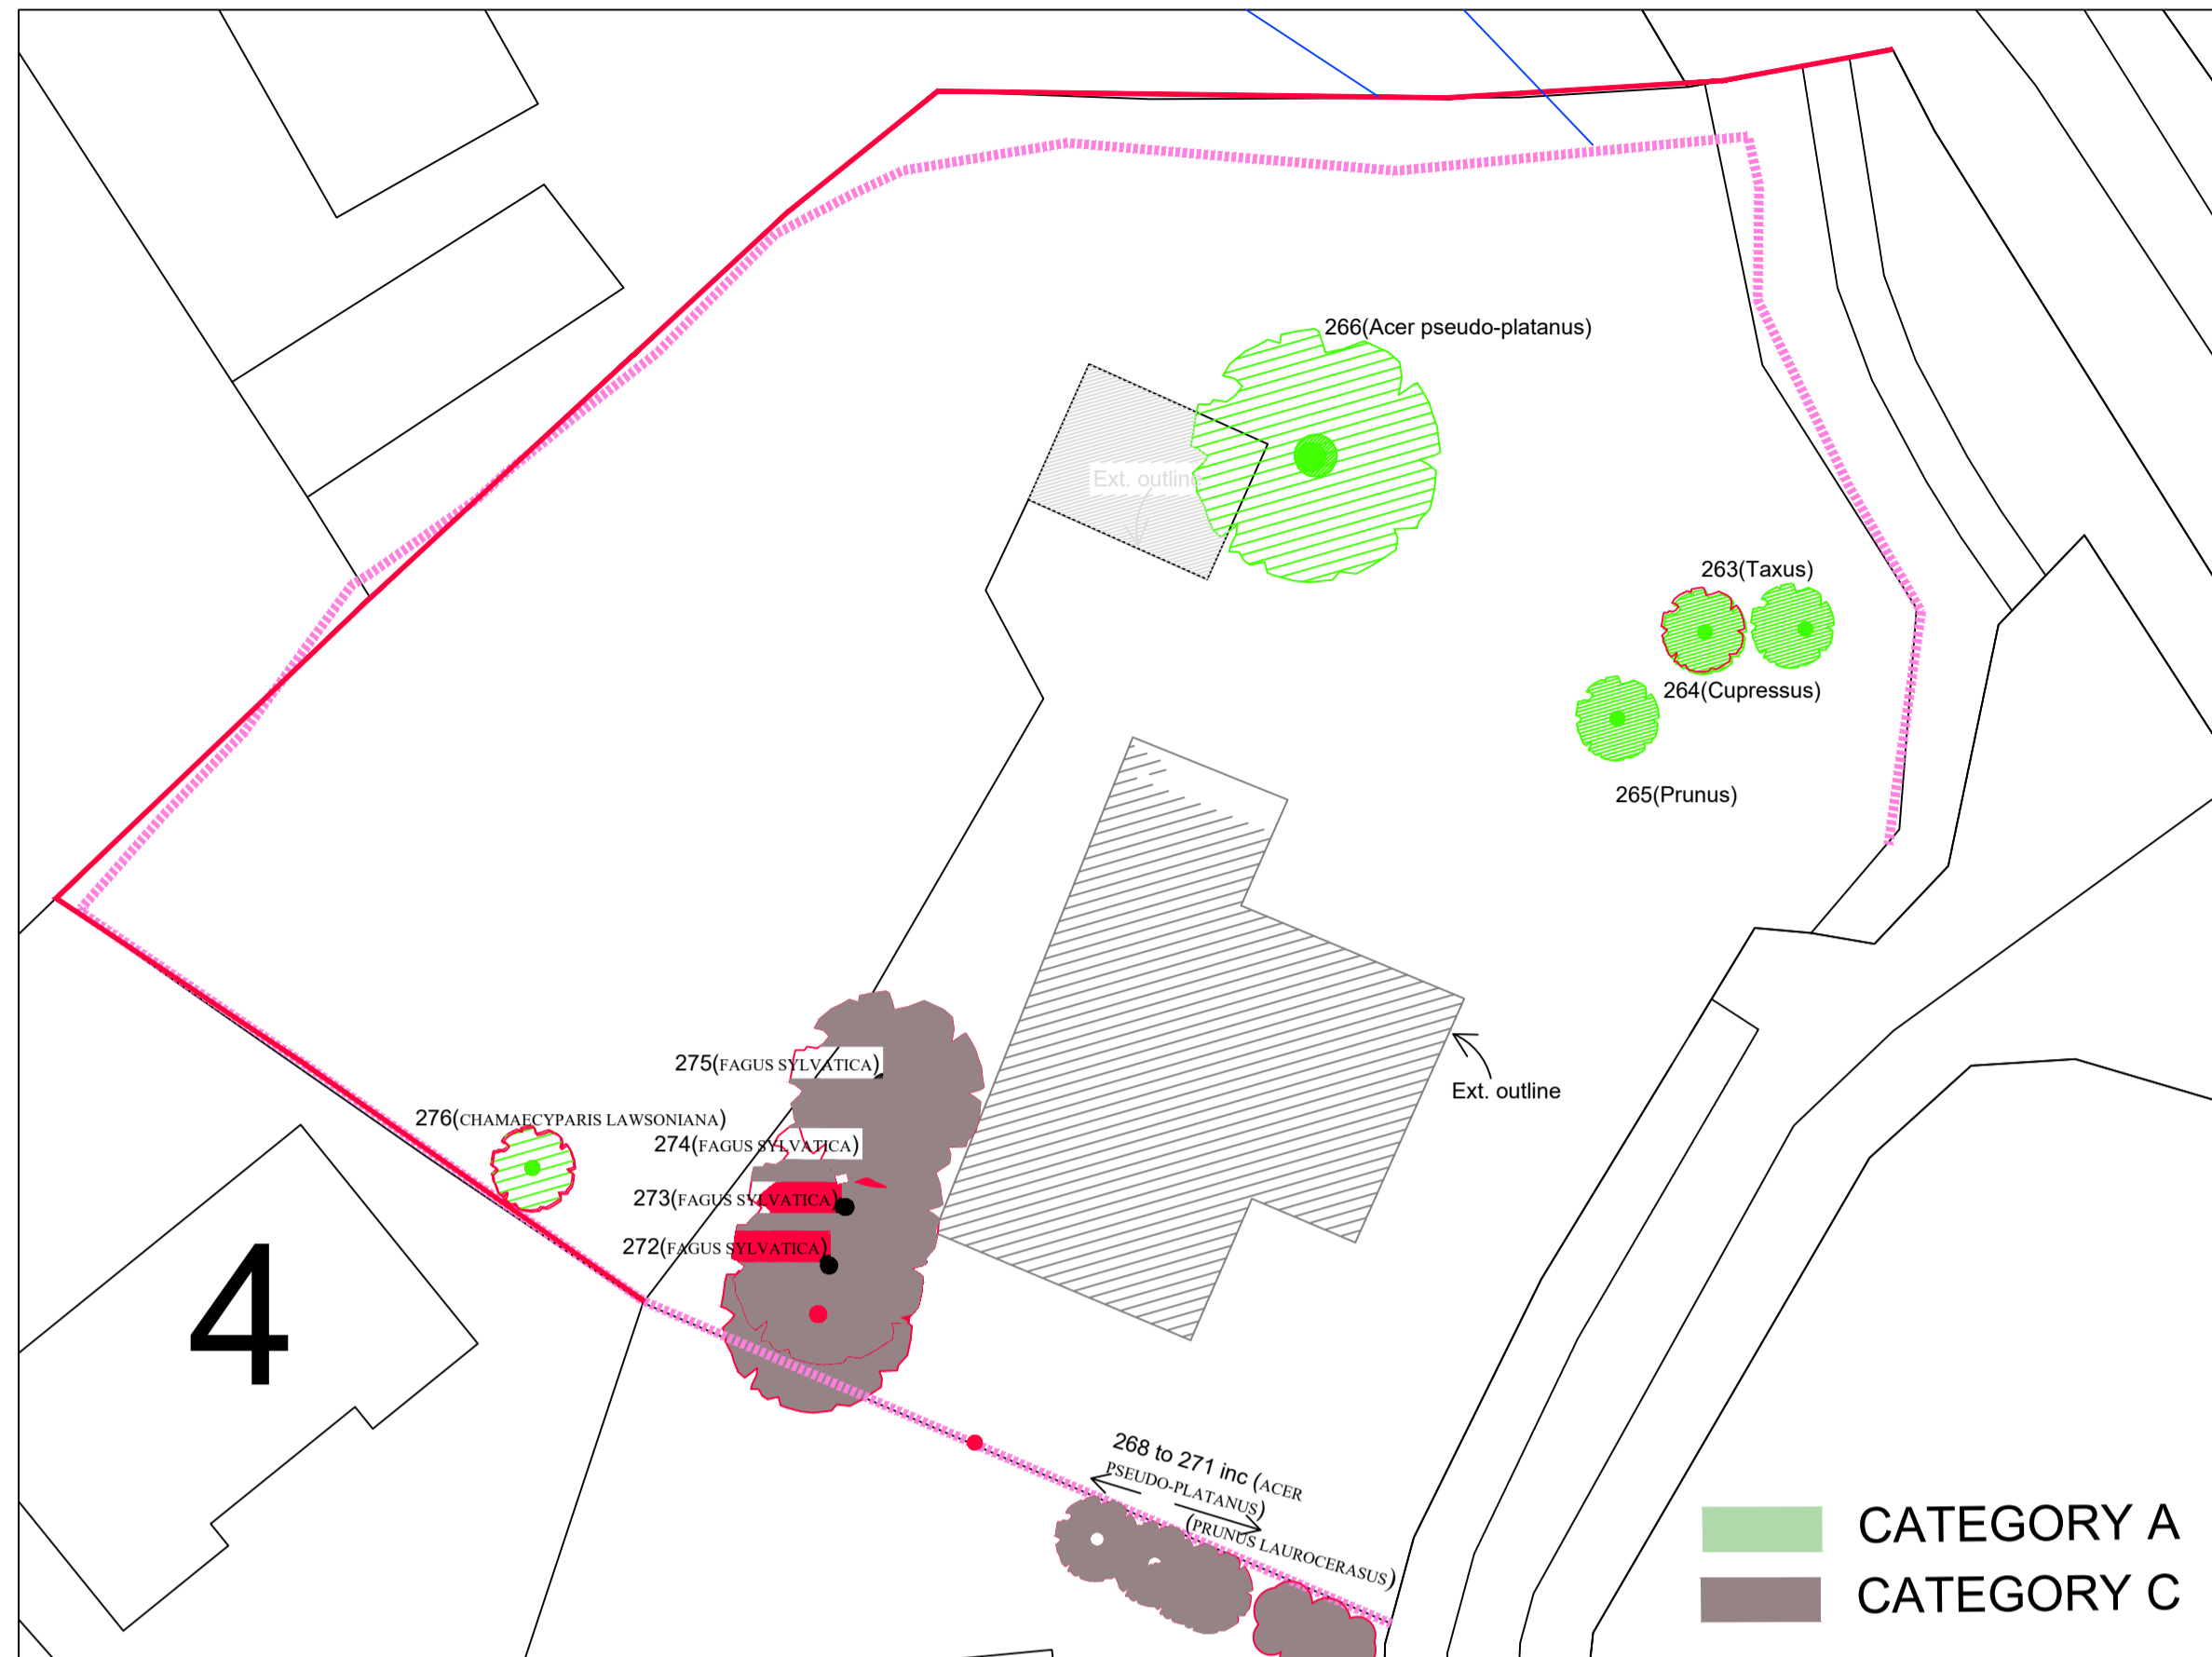 266(Acer pseudo-platanus)
Ext. outline
263(Taxus)
264(Cupressus)
265(Prunus)
275(FAGUS SYLVATICA)
Ext. outline
276(CHAMAECYPARIS LAWSONIANA)
274(FAGUS SYLVATICA)
273(FAGUS SYLVATICA)
272(FAGUS SYLVATICA)
4
268 to 271 inc (ACER
PSEUDO-PLATANUS)
(PRUNUS LAUROCERASUS)
CATEGORY A
CATEGORY C